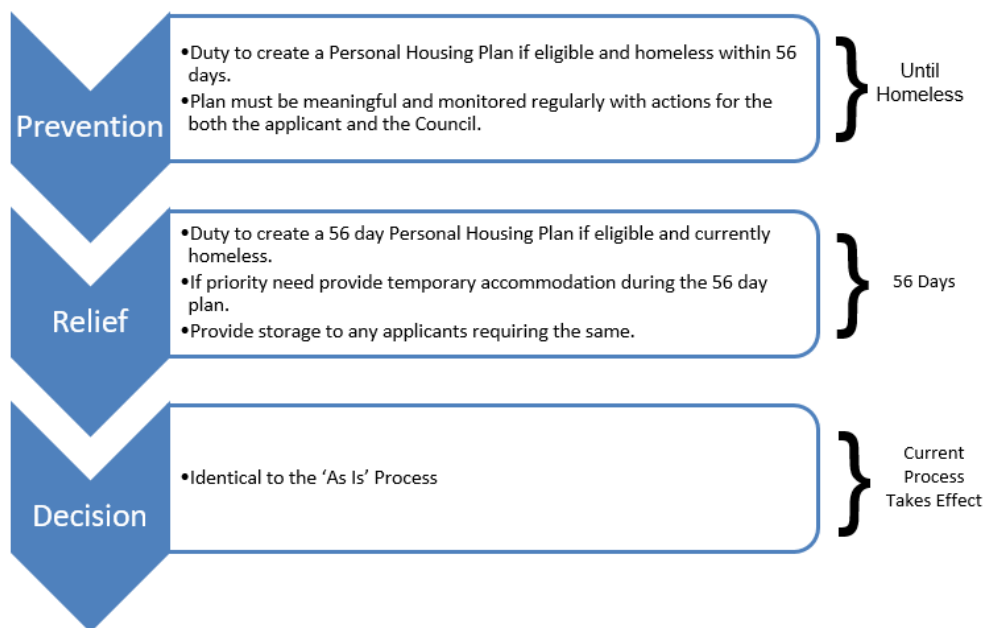 Prevention
•Duty to create a Personal Housing Plan if eligible and homeless within 56
days.
•Plan must be meaningful and monitored regularly with actions for the
both the applicant and the Council.
Until
Homeless
Relief
•Duty to create a 56 day Personal Housing Plan if eligible and currently
homeless.
•If priority need provide temporary accommodation during the 56 day
plan.
•Provide storage to any applicants requiring the same.
56 Days
Decision
•Identical to the ‘As Is’ Process
Current
Process
Takes Effect